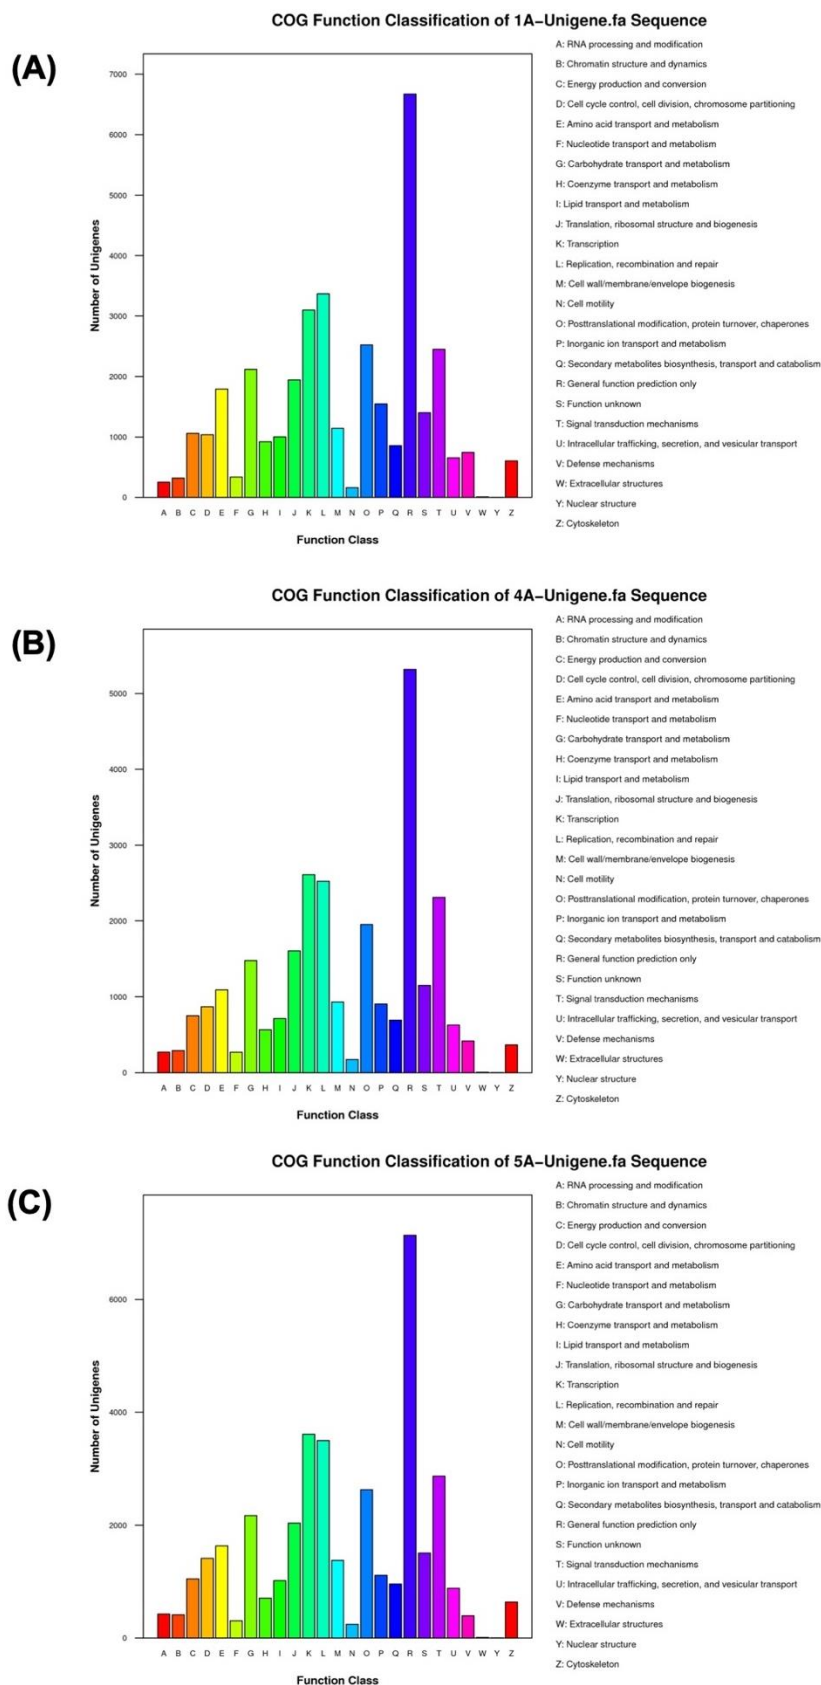 COG Function Classification of 1A−Unigene.fa Sequence
(A)
Number of Unigenes
7000
6000
5000
4000
3000
2000
1000
0
A B C D E F G H I J K L M N O P Q R S T U V W Y Z
Function Class
A: RNA processing and modification
B: Chromatin structure and dynamics
C: Energy production and conversion
D: Cell cycle control, cell division, chromosome partitioning
E: Amino acid transport and metabolism
F: Nucleotide transport and metabolism
G: Carbohydrate transport and metabolism
H: Coenzyme transport and metabolism
I: Lipid transport and metabolism
J: Translation, ribosomal structure and biogenesis
K: Transcription
L: Replication, recombination and repair
M: Cell wall/membrane/envelope biogenesis
N: Cell motility
O: Posttranslational modification, protein turnover, chaperones
P: Inorganic ion transport and metabolism
Q: Secondary metabolites biosynthesis, transport and catabolism
R: General function prediction only
S: Function unknown
T: Signal transduction mechanisms
U: Intracellular trafficking, secretion, and vesicular transport
V: Defense mechanisms
W: Extracellular structures
Y: Nuclear structure
Z: Cytoskeleton
COG Function Classification of 4A−Unigene.fa Sequence
(B)
Number of Unigenes
5000
4000
3000
2000
1000
0
A B C D E F G H I J K L M N O P Q R S T U V W Y Z
Function Class
A: RNA processing and modification
B: Chromatin structure and dynamics
C: Energy production and conversion
D: Cell cycle control, cell division, chromosome partitioning
E: Amino acid transport and metabolism
F: Nucleotide transport and metabolism
G: Carbohydrate transport and metabolism
H: Coenzyme transport and metabolism
I: Lipid transport and metabolism
J: Translation, ribosomal structure and biogenesis
K: Transcription
L: Replication, recombination and repair
M: Cell wall/membrane/envelope biogenesis
N: Cell motility
O: Posttranslational modification, protein turnover, chaperones
P: Inorganic ion transport and metabolism
Q: Secondary metabolites biosynthesis, transport and catabolism
R: General function prediction only
S: Function unknown
T: Signal transduction mechanisms
U: Intracellular trafficking, secretion, and vesicular transport
V: Defense mechanisms
W: Extracellular structures
Y: Nuclear structure
Z: Cytoskeleton
COG Function Classification of 5A−Unigene.fa Sequence
(C)
Number of Unigenes
6000
4000
2000
0
A B C D E F G H I J K L M N O P Q R S T U V W Y Z
Function Class
A: RNA processing and modification
B: Chromatin structure and dynamics
C: Energy production and conversion
D: Cell cycle control, cell division, chromosome partitioning
E: Amino acid transport and metabolism
F: Nucleotide transport and metabolism
G: Carbohydrate transport and metabolism
H: Coenzyme transport and metabolism
I: Lipid transport and metabolism
J: Translation, ribosomal structure and biogenesis
K: Transcription
L: Replication, recombination and repair
M: Cell wall/membrane/envelope biogenesis
N: Cell motility
O: Posttranslational modification, protein turnover, chaperones
P: Inorganic ion transport and metabolism
Q: Secondary metabolites biosynthesis, transport and catabolism
R: General function prediction only
S: Function unknown
T: Signal transduction mechanisms
U: Intracellular trafficking, secretion, and vesicular transport
V: Defense mechanisms
W: Extracellular structures
Y: Nuclear structure
Z: Cytoskeleton